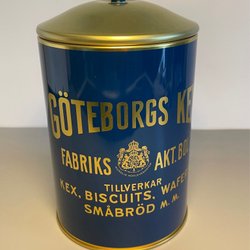 GÖTEBORGS KE
FABRIKS AKT. BO
TILLVERKAR
KEX, BISCUITS, WAFE
SMÅBRÖD M. M.